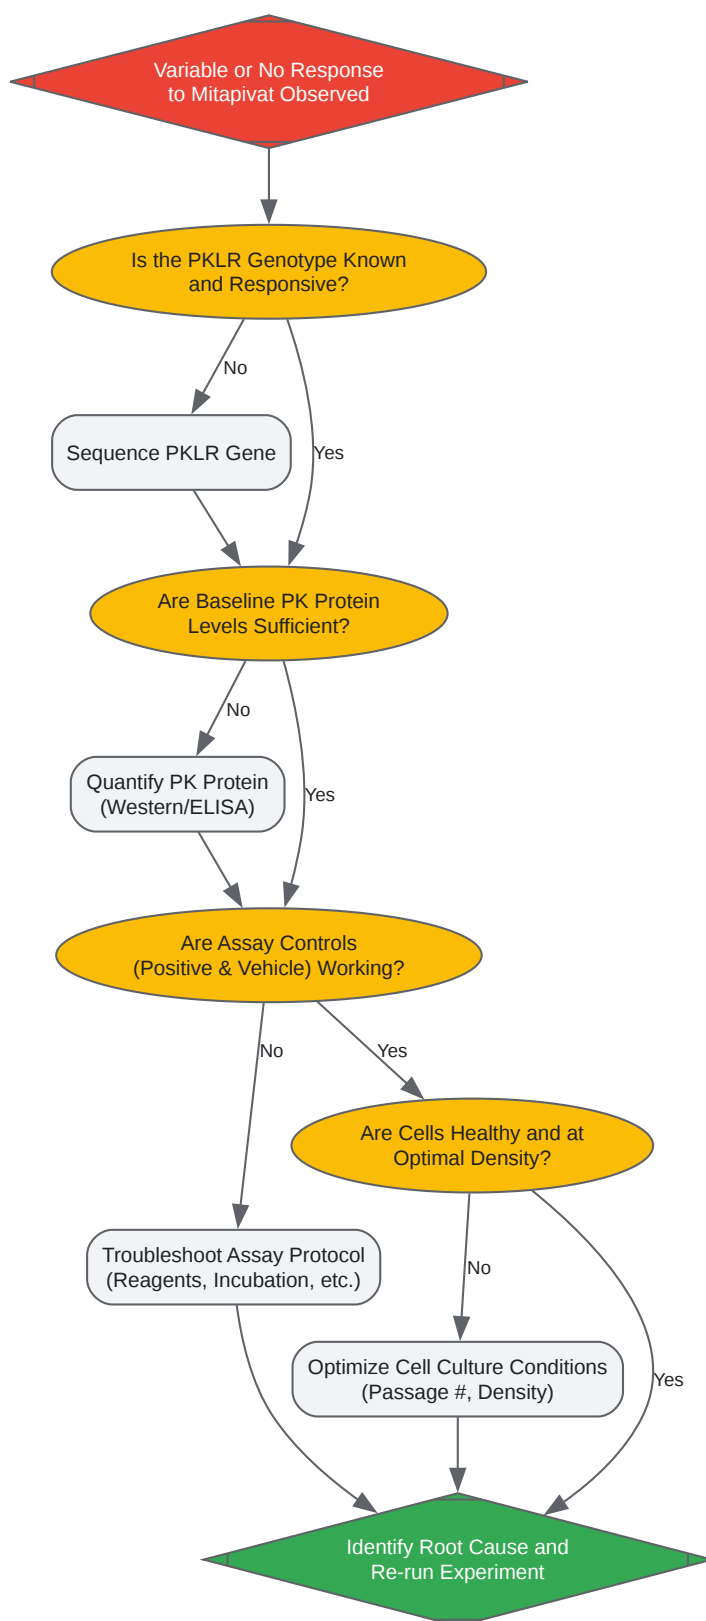 Variable or No Response
to Mitapivat Observed
Is the PKLR Genotype Known
and Responsive?
No
Sequence PKLR Gene
Yes
Are Baseline PK Protein
Levels Sufficient?
No
Quantify PK Protein
(Western/ELISA)
Yes
Are Assay Controls
(Positive & Vehicle) Working?
No
Yes
Are Cells Healthy and at
Optimal Density?
Troubleshoot Assay Protocol
(Reagents, Incubation, etc.)
No
Optimize Cell Culture Conditions
(Passage #, Density)
Yes
Identify Root Cause and
Re-run Experiment